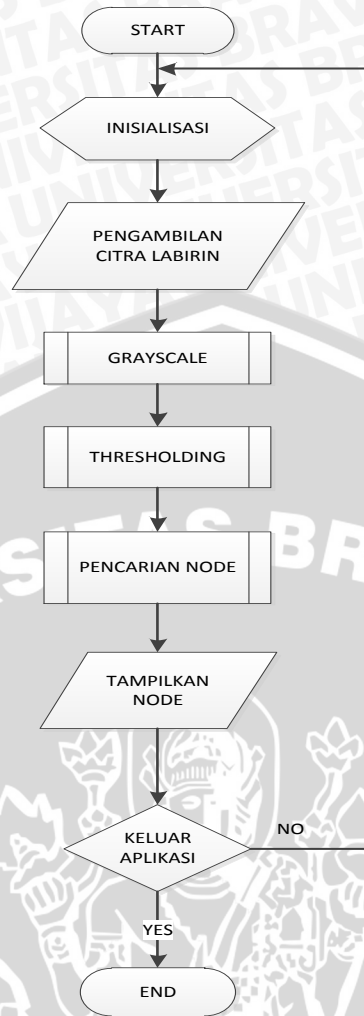 START
INISIALISASI
PENGAMBILAN
CITRA LABIRIN
GRAYSCALE
THRESHOLDING
PENCARIAN NODE
TAMPILKAN
NODE
KELUAR
APLIKASI
NO
YES
END